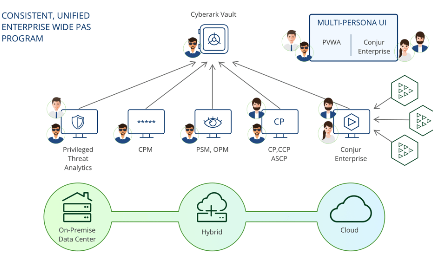 CONSISTENT, UNIFIED
ENTERPRISE WIDE PAS
PROGRAM
Cyberark Vault
MULTI-PERSONA UI
PVWA
Conjur
Enterprise
*****
CP
Privileged
Threat
Analytics
CPM
PSM, OPM
CP,CCP
ASCP
Conjur
Enterprise
On-Premise
Data Center
Hybrid
Cloud